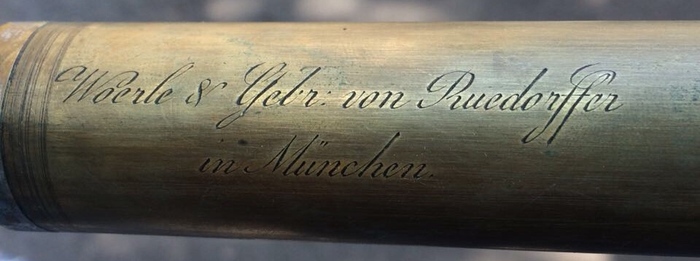 Woerle & Gebr: von Ruedorffer
in München.